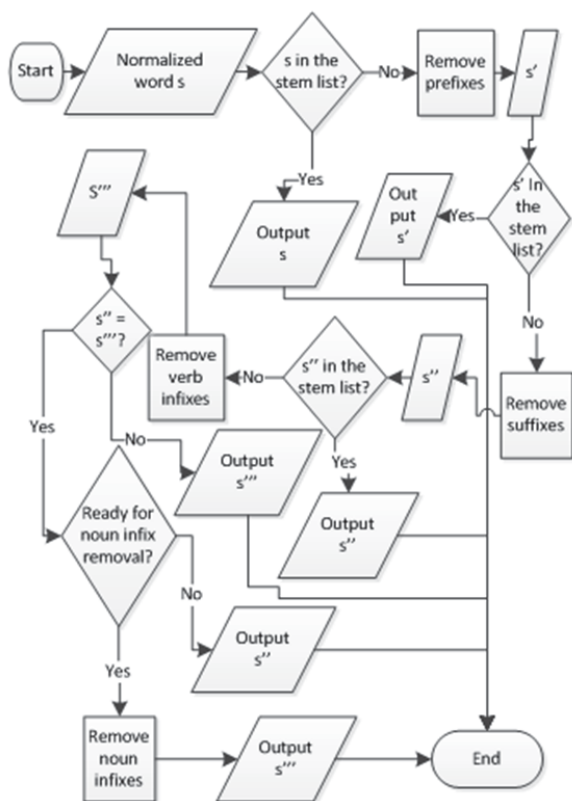 Start
Normalized
word s
s in the
stem list?
No
Remove
prefixes
s'
Yes
Output
s
s' In
the
stem
list?
Yes
Out
put
s'
No
Remove
suffixes
s''
s'' in the
stem list?
Yes
Output
s''
No
Remove
verb
infixes
S'''
s'' =
s'''?
No
Output
s'''
Yes
Ready for
noun infix
removal?
No
Output
s''
Yes
Remove
noun
infixes
Output
s'''
End